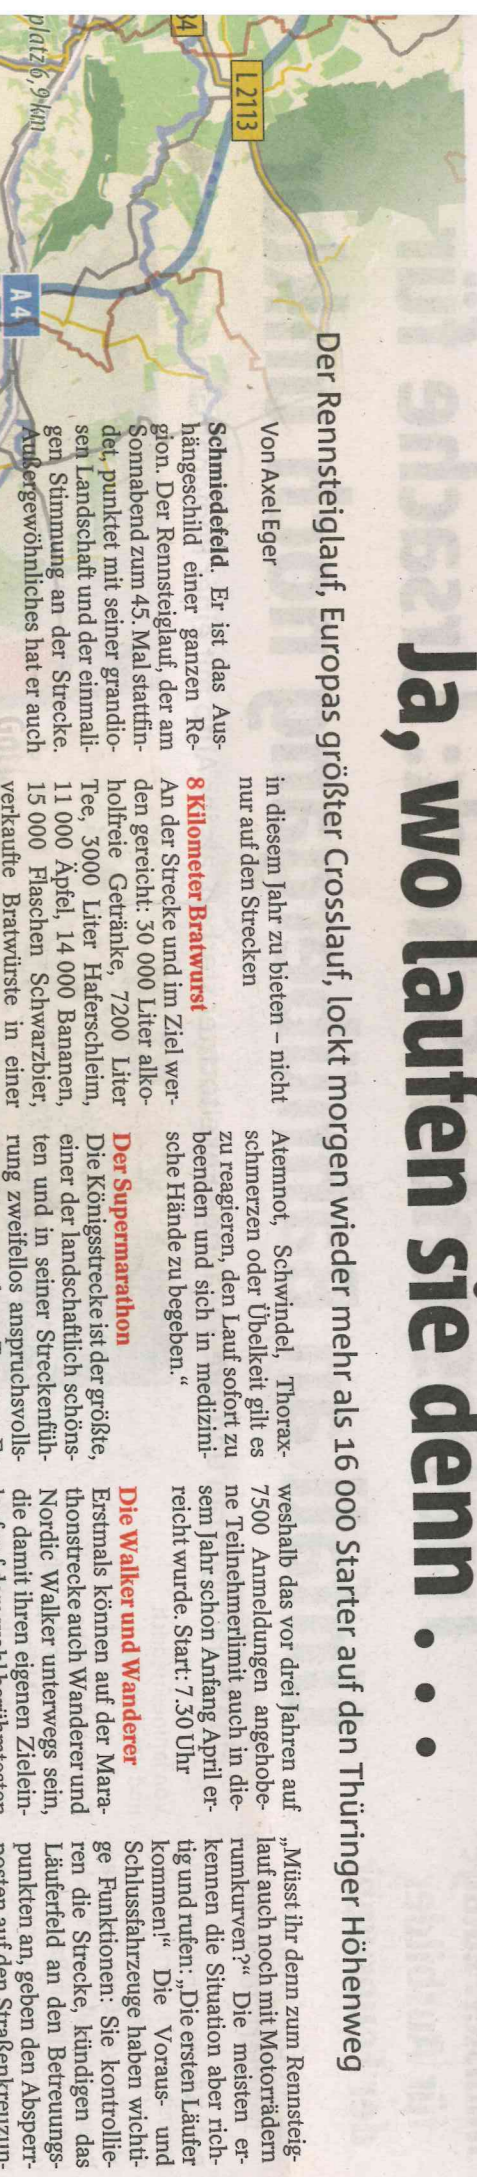 Ja, wo laufen sie denn . . .
Der Rennsteiglauf, Europas größter Crosslauf, lockt morgen wieder mehr als 16 000 Starter auf den Thüringer Höhenweg
Von Axel Eger
Schmiedefeld. Er ist das Aus-
hängeschild einer ganzen Re-
gion. Der Rennsteiglauf, der am
Sonnabend zum 45. Mal stattfin-
det, punktet mit seiner grandio-
sen Landschaft und der einmali-
gen Stimmung an der Strecke.
Außergewöhnliches hat er auch
in diesem Jahr zu bieten – nicht
nur auf den Strecken
8 Kilometer Bratwurst
An der Strecke und im Ziel wer-
den gereicht: 30 000 Liter alko-
holfreie Getränke, 7200 Liter
Tee, 3000 Liter Haferschleim,
11 000 Äpfel, 14 000 Bananen,
15 000 Flaschen Schwarzbier,
verkaufte Bratwürste in einer
Atemnot, Schwindel, Thorax-
schmerzen oder Übelkeit gilt es
zu reagieren, den Lauf sofort zu
beenden und sich in medizini-
sche Hände zu begeben.“
Der Supermarathon
Die Königsstrecke ist der größte,
einer der landschaftlich schöns-
ten und in seiner Streckenfüh-
rung zweifellos anspruchsvolls-
weshalb das vor drei Jahren auf
7500 Anmeldungen angehobe-
ne Teilnehmerlimit auch in die-
sem Jahr schon Anfang April er-
reicht wurde. Start: 7.30 Uhr
Die Walker und Wanderer
Erstmals können auf der Mara-
thonstrecke auch Wanderer und
Nordic Walker unterwegs sein,
die damit ihren eigenen Zielein-
„Müsst ihr denn zum Rennsteig-
lauf auch noch mit Motorrädern
rumkurven?“ Die meisten er-
kennen die Situation aber rich-
tig und rufen: „Die ersten Läufer
kommen!“ Die Voraus- und
Schlussfahrzeuge haben wichti-
ge Funktionen: Sie kontrollie-
ren die Strecke, kündigen das
Läuferfeld an den Betreuungs-
punkten an, geben den Absperr-
posten auf den Straßenkreuzun-
84
L 2113
platz 6,9 km
A 4